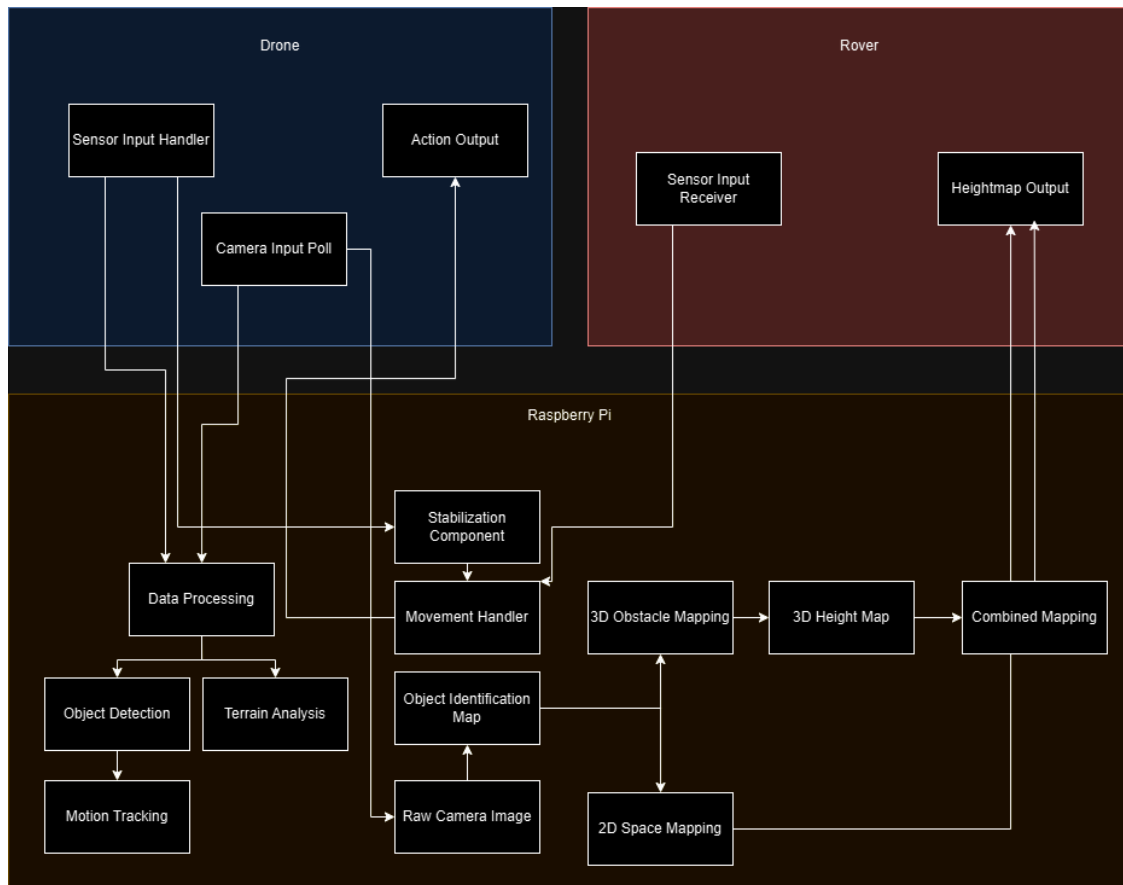 Drone
Rover
Sensor Input Handler
Action Output
Sensor Input
Receiver
Heightmap Output
Camera Input Poll
Raspberry Pi
Stabilization
Component
Data Processing
Movement Handler
3D Obstacle Mapping
3D Height Map
Combined Mapping
Object Detection
Terrain Analysis
Object Identification
Map
Motion Tracking
Raw Camera Image
2D Space Mapping